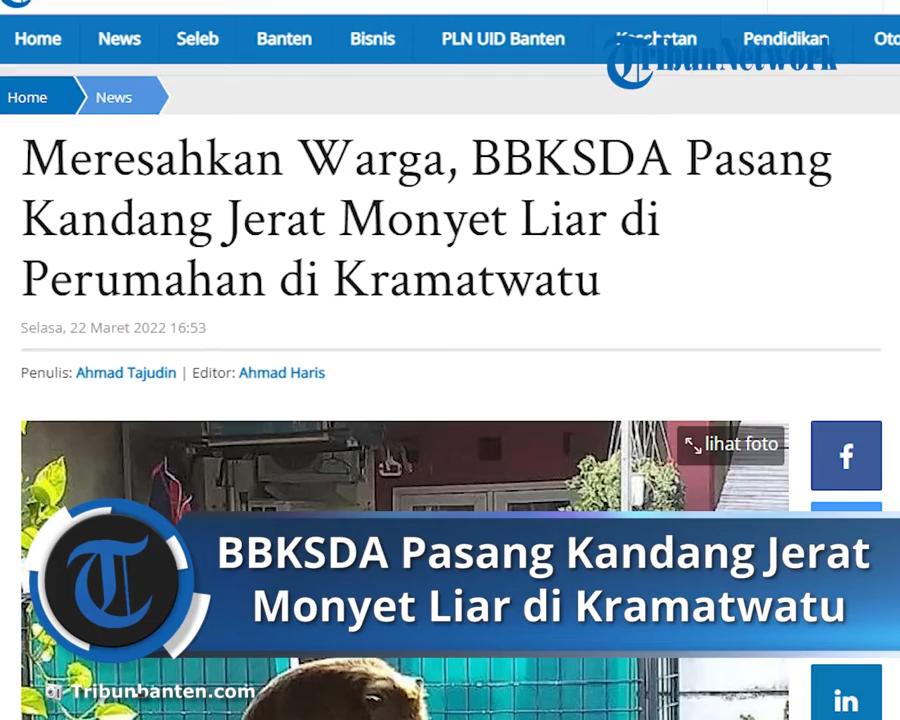 Home News Seleb Banten Bisnis PLN UID Banten Kesehatan Pendidikan
TribunNetwork
Home News
Meresahkan Warga, BBKSDA Pasang
Kandang Jerat Monyet Liar di
Perumahan di Kramatwatu
Selasa, 22 Maret 2022 16:53
Penulis: Ahmad Tajudin | Editor: Ahmad Haris
lihat foto
f
BBKSDA Pasang Kandang Jerat
Monyet Liar di Kramatwatu
T
Tribunbanten.com
in